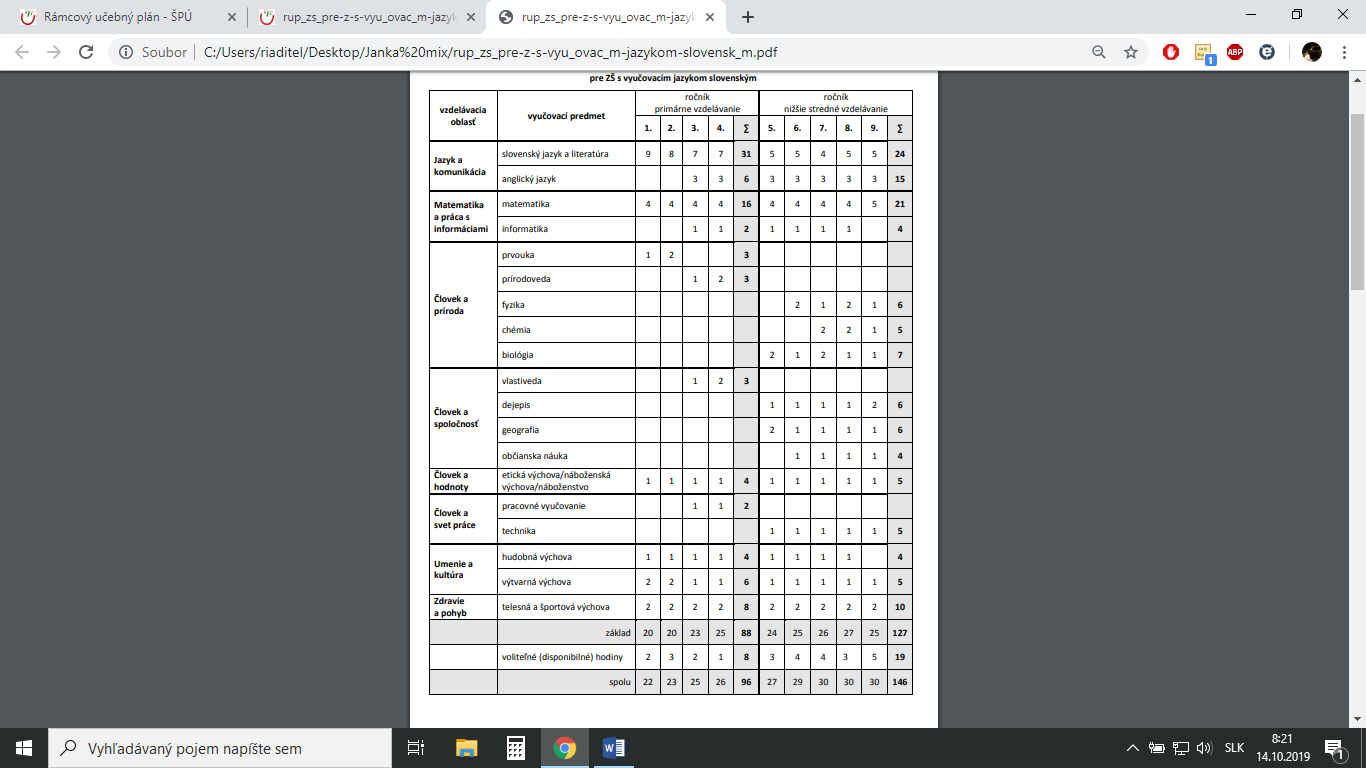 Rámcový učebný plán - ŠPÚ
rup_zs_pre-z-s-vyu_ovac_m-jazyk
rup_zs_pre-z-s-vyu_ovac_m-jazyk
Soubor
C:/Users/riaditel/Desktop/Janka%20mix/rup_zs_pre-z-s-vyu_ovac_m-jazykom-slovensk_m.pdf
1
ABP
pre ZŠ s vyučovacím jazykom slovenským
vzdelávacia oblasť
vyučovací predmet
ročník
primárne vzdelávanie
ročník
nižšie stredné vzdelávanie
1. 2. 3. 4. ∑ 5. 6. 7. 8. 9. ∑
Jazyk a komunikácia
slovenský jazyk a literatúra 9 8 7 7 31 5 5 4 5 5 24
anglický jazyk 3 3 6 3 3 3 3 3 15
Matematika a práca s informáciami
matematika 4 4 4 4 16 4 4 4 4 5 21
informatika 1 1 2 1 1 1 1 4
Človek a príroda
prvouka 1 2 3
prírodoveda 1 2 3
fyzika 2 1 2 1 6
chémia 2 2 1 5
biológia 2 1 2 1 1 7
Človek a spoločnosť
vlastiveda 1 2 3
dejepis 1 1 1 1 2 6
geografia 2 1 1 1 1 6
občianska náuka 1 1 1 1 4
Človek a hodnoty
etická výchova/náboženská výchova/náboženstvo 1 1 1 1 4 1 1 1 1 1 5
Človek a svet práce
pracovné vyučovanie 1 1 2
technika 1 1 1 1 1 5
Umenie a kultúra
hudobná výchova 1 1 1 1 4 1 1 1 1 4
výtvarná výchova 2 2 1 1 6 1 1 1 1 1 5
Zdravie a pohyb
telesná a športová výchova 2 2 2 2 8 2 2 2 2 2 10
základ 20 20 23 25 88 24 25 26 27 25 127
voliteľné (disponibilné) hodiny 2 3 2 1 8 3 4 4 3 5 19
spolu 22 23 25 26 96 27 29 30 30 30 146
Vyhľadávaný pojem napíšte sem
SLK
8:21
14.10.2019
1